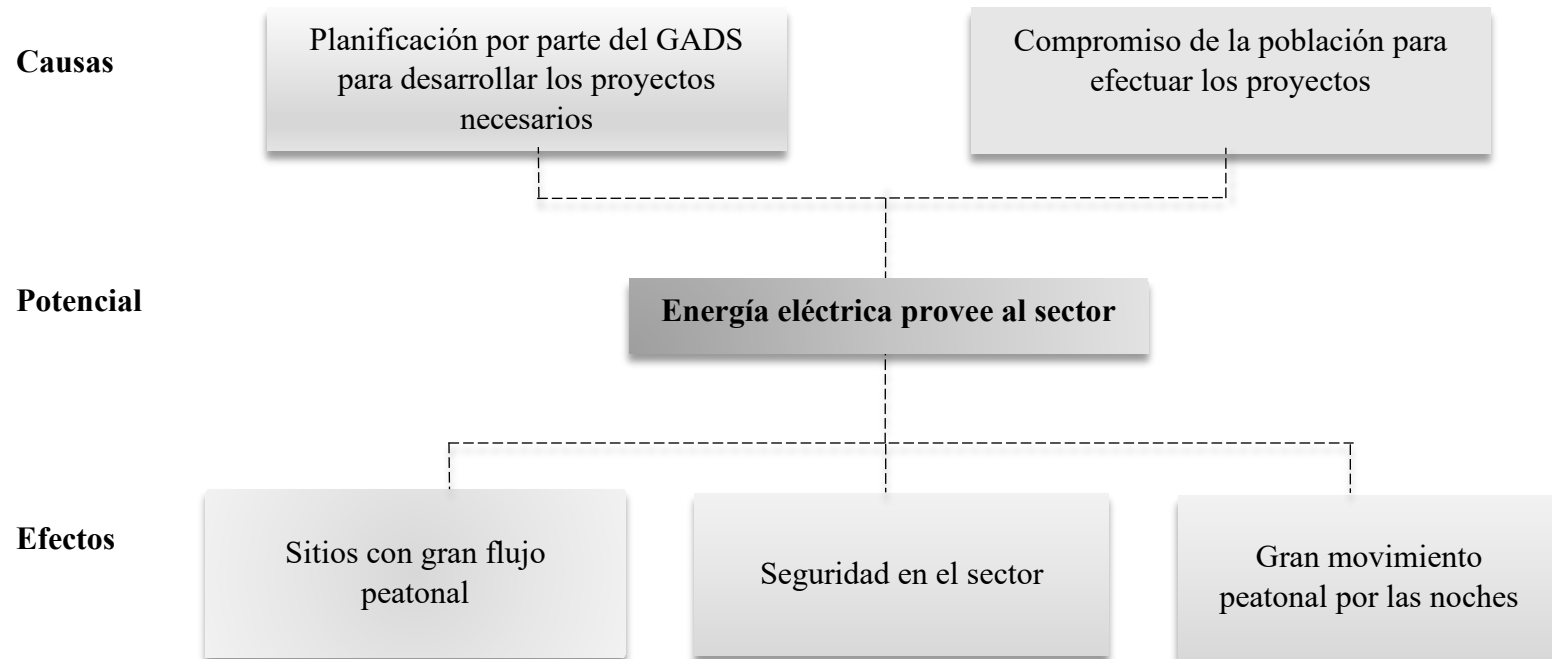 Causas
Planificación por parte del GADS
para desarrollar los proyectos
necesarios
Compromiso de la población para
efectuar los proyectos
Potencial
Energía eléctrica provee al sector
Efectos
Sitios con gran flujo
peatonal
Seguridad en el sector
Gran movimiento
peatonal por las noches